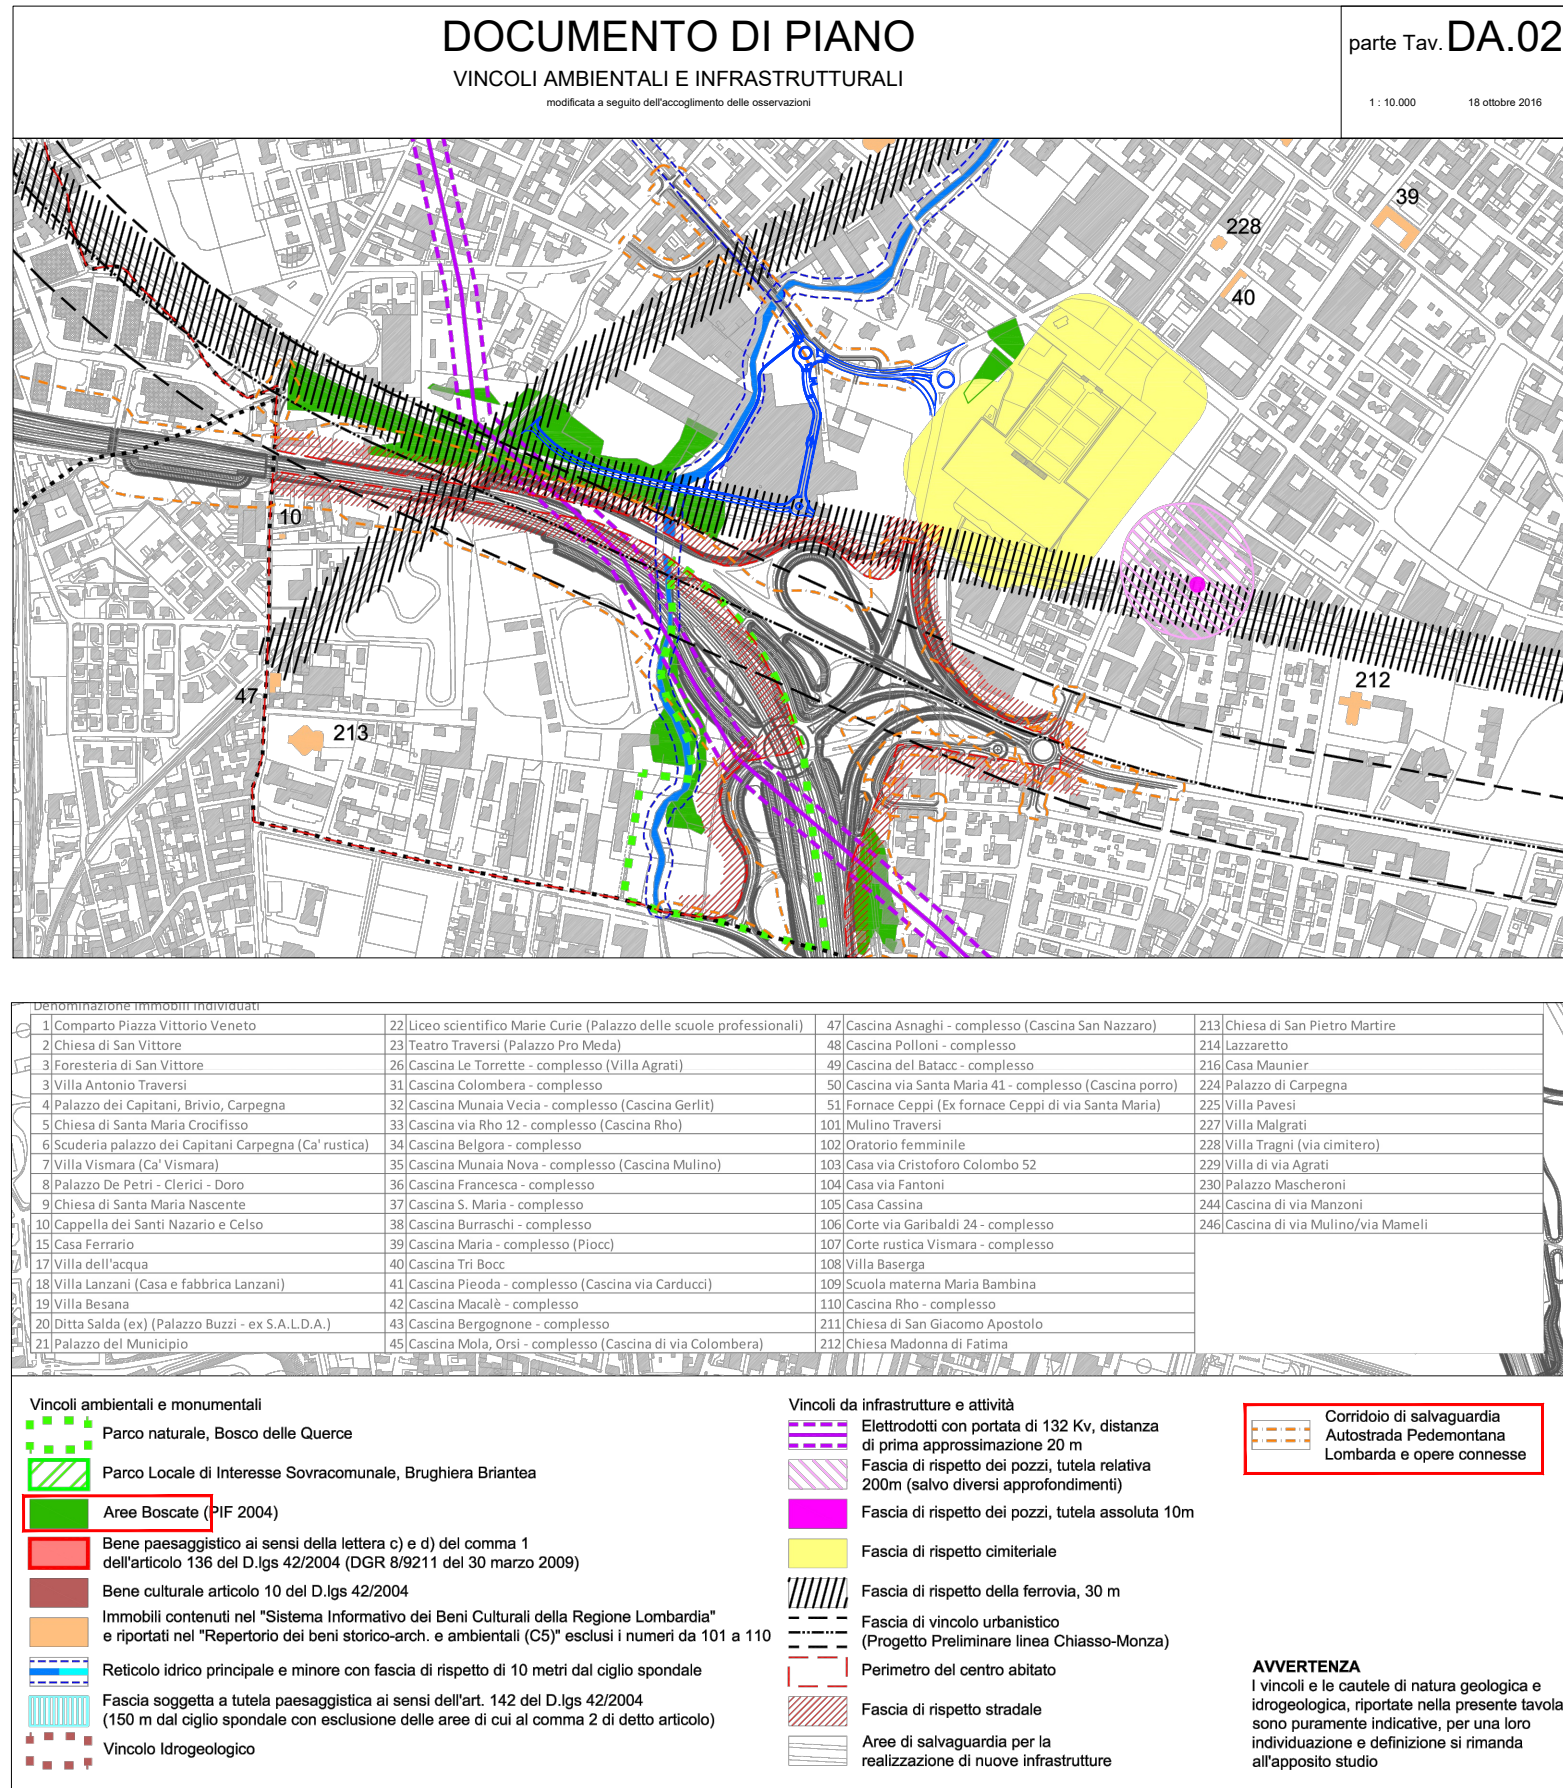 DOCUMENTO DI PIANO
VINCOLI AMBIENTALI E INFRASTRUTTURALI
modificata a seguito dell'accoglimento delle osservazioni
parte Tav. DA.02
1 : 10.000 18 ottobre 2016
39
228
40
10
47
213
212
Denominazione immobili individuati
1 Comparto Piazza Vittorio Veneto
2 Chiesa di San Vittore
3 Foresteria di San Vittore
3 Villa Antonio Traversi
4 Palazzo dei Capitani, Brivio, Carpegna
5 Chiesa di Santa Maria Crocifisso
6 Scuderia palazzo dei Capitani Carpegna (Ca' rustica)
7 Villa Vismara (Ca' Vismara)
8 Palazzo De Petri - Clerici - Doro
9 Chiesa di Santa Maria Nascente
10 Cappella dei Santi Nazario e Celso
15 Casa Ferrario
17 Villa dell'acqua
18 Villa Lanzani (Casa e fabbrica Lanzani)
19 Villa Besana
20 Ditta Salda (ex) (Palazzo Buzzi - ex S.A.L.D.A.)
21 Palazzo del Municipio
22 Liceo scientifico Marie Curie (Palazzo delle scuole professionali)
23 Teatro Traversi (Palazzo Pro Meda)
26 Cascina Le Torrette - complesso (Villa Agrati)
31 Cascina Colombera - complesso
32 Cascina Munaia Vecia - complesso (Cascina Gerlit)
33 Cascina via Rho 12 - complesso (Cascina Rho)
34 Cascina Belgora - complesso
35 Cascina Munaia Nova - complesso (Cascina Mulino)
36 Cascina Francesca - complesso
37 Cascina S. Maria - complesso
38 Cascina Burraschi - complesso
39 Cascina Maria - complesso (Piocc)
40 Cascina Tri Bocc
41 Cascina Pieoda - complesso (Cascina via Carducci)
42 Cascina Macalè - complesso
43 Cascina Bergognone - complesso
45 Cascina Mola, Orsi - complesso (Cascina di via Colombera)
47 Cascina Asnaghi - complesso (Cascina San Nazzaro)
48 Cascina Polloni - complesso
49 Cascina del Batacc - complesso
50 Cascina via Santa Maria 41 - complesso (Cascina porro)
51 Fornace Ceppi (Ex fornace Ceppi di via Santa Maria)
101 Mulino Traversi
102 Oratorio femminile
103 Casa via Cristoforo Colombo 52
104 Casa via Fantoni
105 Casa Cassina
106 Corte via Garibaldi 24 - complesso
107 Corte rustica Vismara - complesso
108 Villa Baserga
109 Scuola materna Maria Bambina
110 Cascina Rho - complesso
211 Chiesa di San Giacomo Apostolo
212 Chiesa Madonna di Fatima
213 Chiesa di San Pietro Martire
214 Lazzaretto
216 Casa Maunier
224 Palazzo di Carpegna
225 Villa Pavesi
227 Villa Malgrati
228 Villa Tragni (via cimitero)
229 Villa di via Agrati
230 Palazzo Mascheroni
244 Cascina di via Manzoni
246 Cascina di via Mulino/via Mameli
Vincoli ambientali e monumentali
Parco naturale, Bosco delle Querce
Parco Locale di Interesse Sovracomunale, Brughiera Briantea
Aree Boscate (PIF 2004)
Bene paesaggistico ai sensi della lettera c) e d) del comma 1
dell'articolo 136 del D.lgs 42/2004 (DGR 8/9211 del 30 marzo 2009)
Bene culturale articolo 10 del D.lgs 42/2004
Immobili contenuti nel "Sistema Informativo dei Beni Culturali della Regione Lombardia"
e riportati nel "Repertorio dei beni storico-arch. e ambientali (C5)" esclusi i numeri da 101 a 110
Reticolo idrico principale e minore con fascia di rispetto di 10 metri dal ciglio spondale
Fascia soggetta a tutela paesaggistica ai sensi dell'art. 142 del D.lgs 42/2004
(150 m dal ciglio spondale con esclusione delle aree di cui al comma 2 di detto articolo)
Vincolo Idrogeologico
Vincoli da infrastrutture e attività
Elettrodotti con portata di 132 Kv, distanza
di prima approssimazione 20 m
Fascia di rispetto dei pozzi, tutela relativa
200m (salvo diversi approfondimenti)
Fascia di rispetto dei pozzi, tutela assoluta 10m
Fascia di rispetto cimiteriale
Fascia di rispetto della ferrovia, 30 m
Fascia di vincolo urbanistico
(Progetto Preliminare linea Chiasso-Monza)
Perimetro del centro abitato
Fascia di rispetto stradale
Aree di salvaguardia per la
realizzazione di nuove infrastrutture
Corridoio di salvaguardia
Autostrada Pedemontana
Lombarda e opere connesse
AVVERTENZA
I vincoli e le cautele di natura geologica e
idrogeologica, riportate nella presente tavola
sono puramente indicative, per una loro
individuazione e definizione si rimanda
all'apposito studio